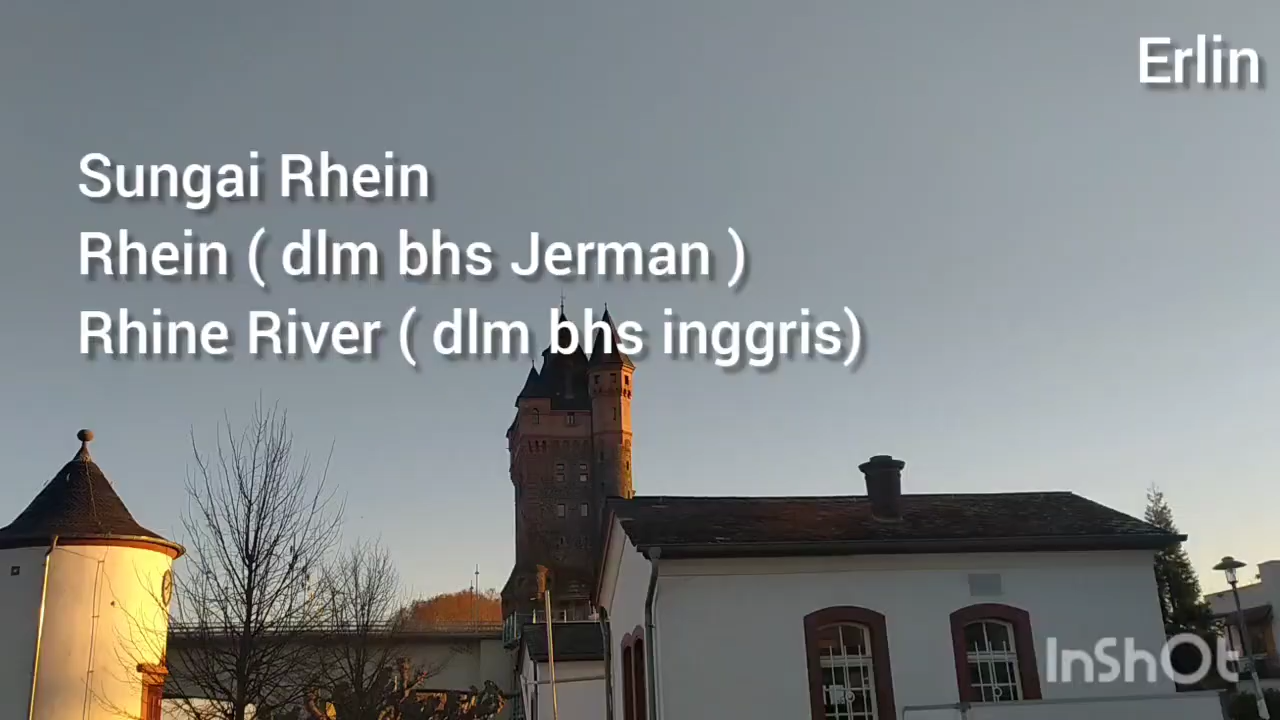 Erlin
Sungai Rhein
Rhein ( dlm bhs Jerman )
Rhine River ( dlm bhs inggris)
InShOt